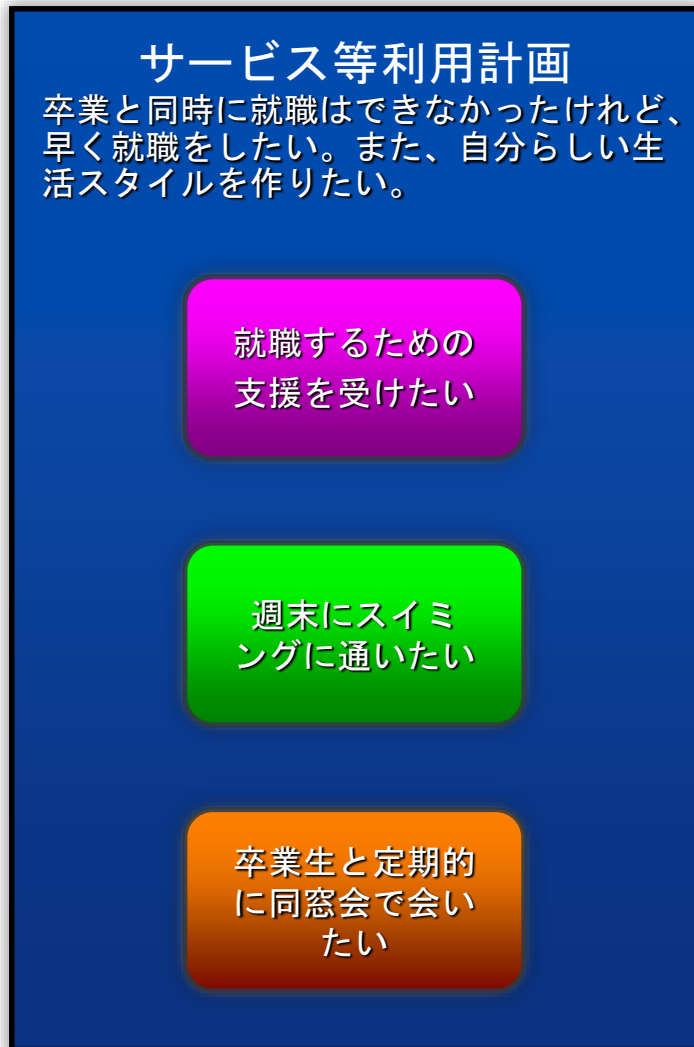 サービス等利用計画
卒業と同時に就職はできなかったけれど、
早く就職をしたい。また、自分らしい生
活スタイルを作りたい。
就職するための
支援を受けたい
週末にスイミ
ングに通いたい
卒業生と定期的
に同窓会で会い
たい